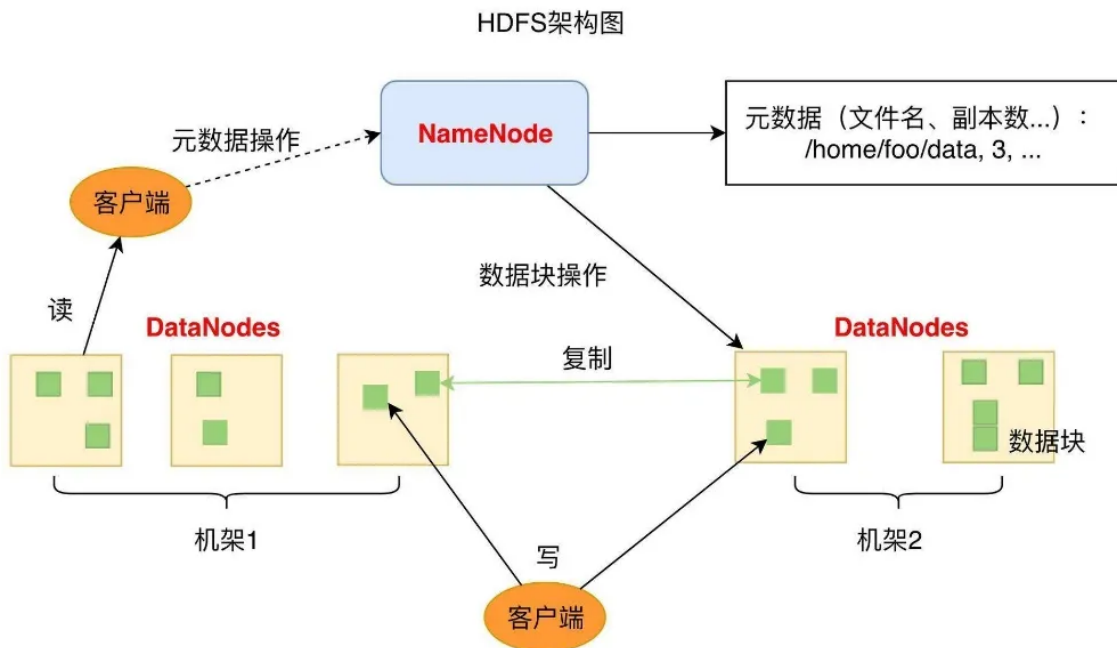 HDFS架构图
元数据操作
NameNode
元数据（文件名、副本数...）：
/home/foo/data, 3, ...
客户端
数据块操作
读
DataNodes
DataNodes
复制
数据块
机架1
机架2
写
客户端